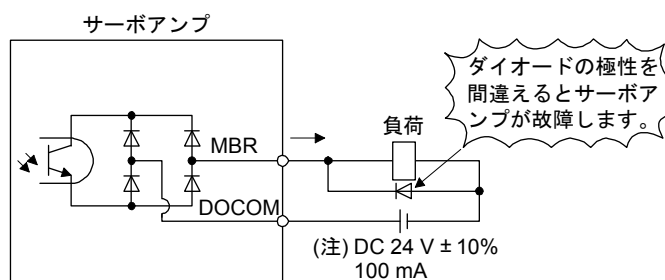 サーボアンプ
ダイオードの極性を
間違えるとサーボア
ンプが故障します。
負荷
MBR
DOCOM
(注) DC 24 V ± 10%
100 mA